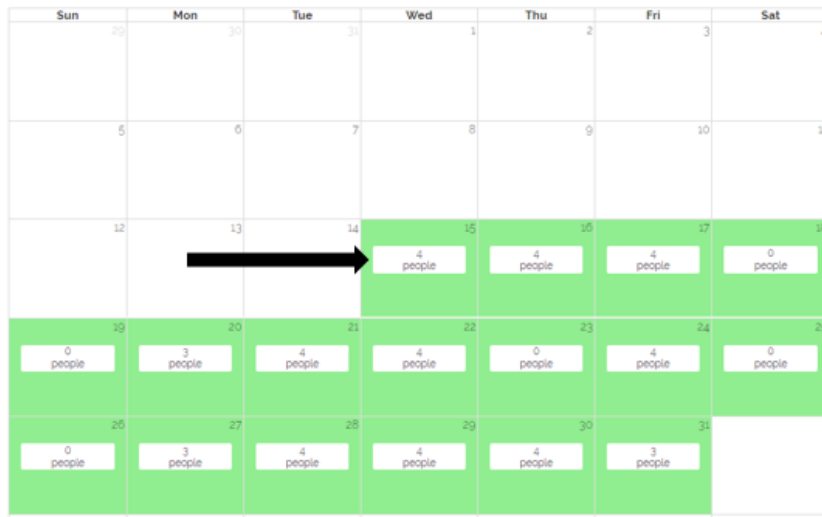 Sun Mon Tue Wed Thu Fri Sat
29 30 31 1 2 3
5 6 7 8 9 10
12 13 14 15 16 17
4 4 4 0
people people people people
19 20 21 22 23 24
0 3 4 4 0 4 0
people people people people people people people
26 27 28 29 30 31
0 3 4 4 4 3
people people people people people people